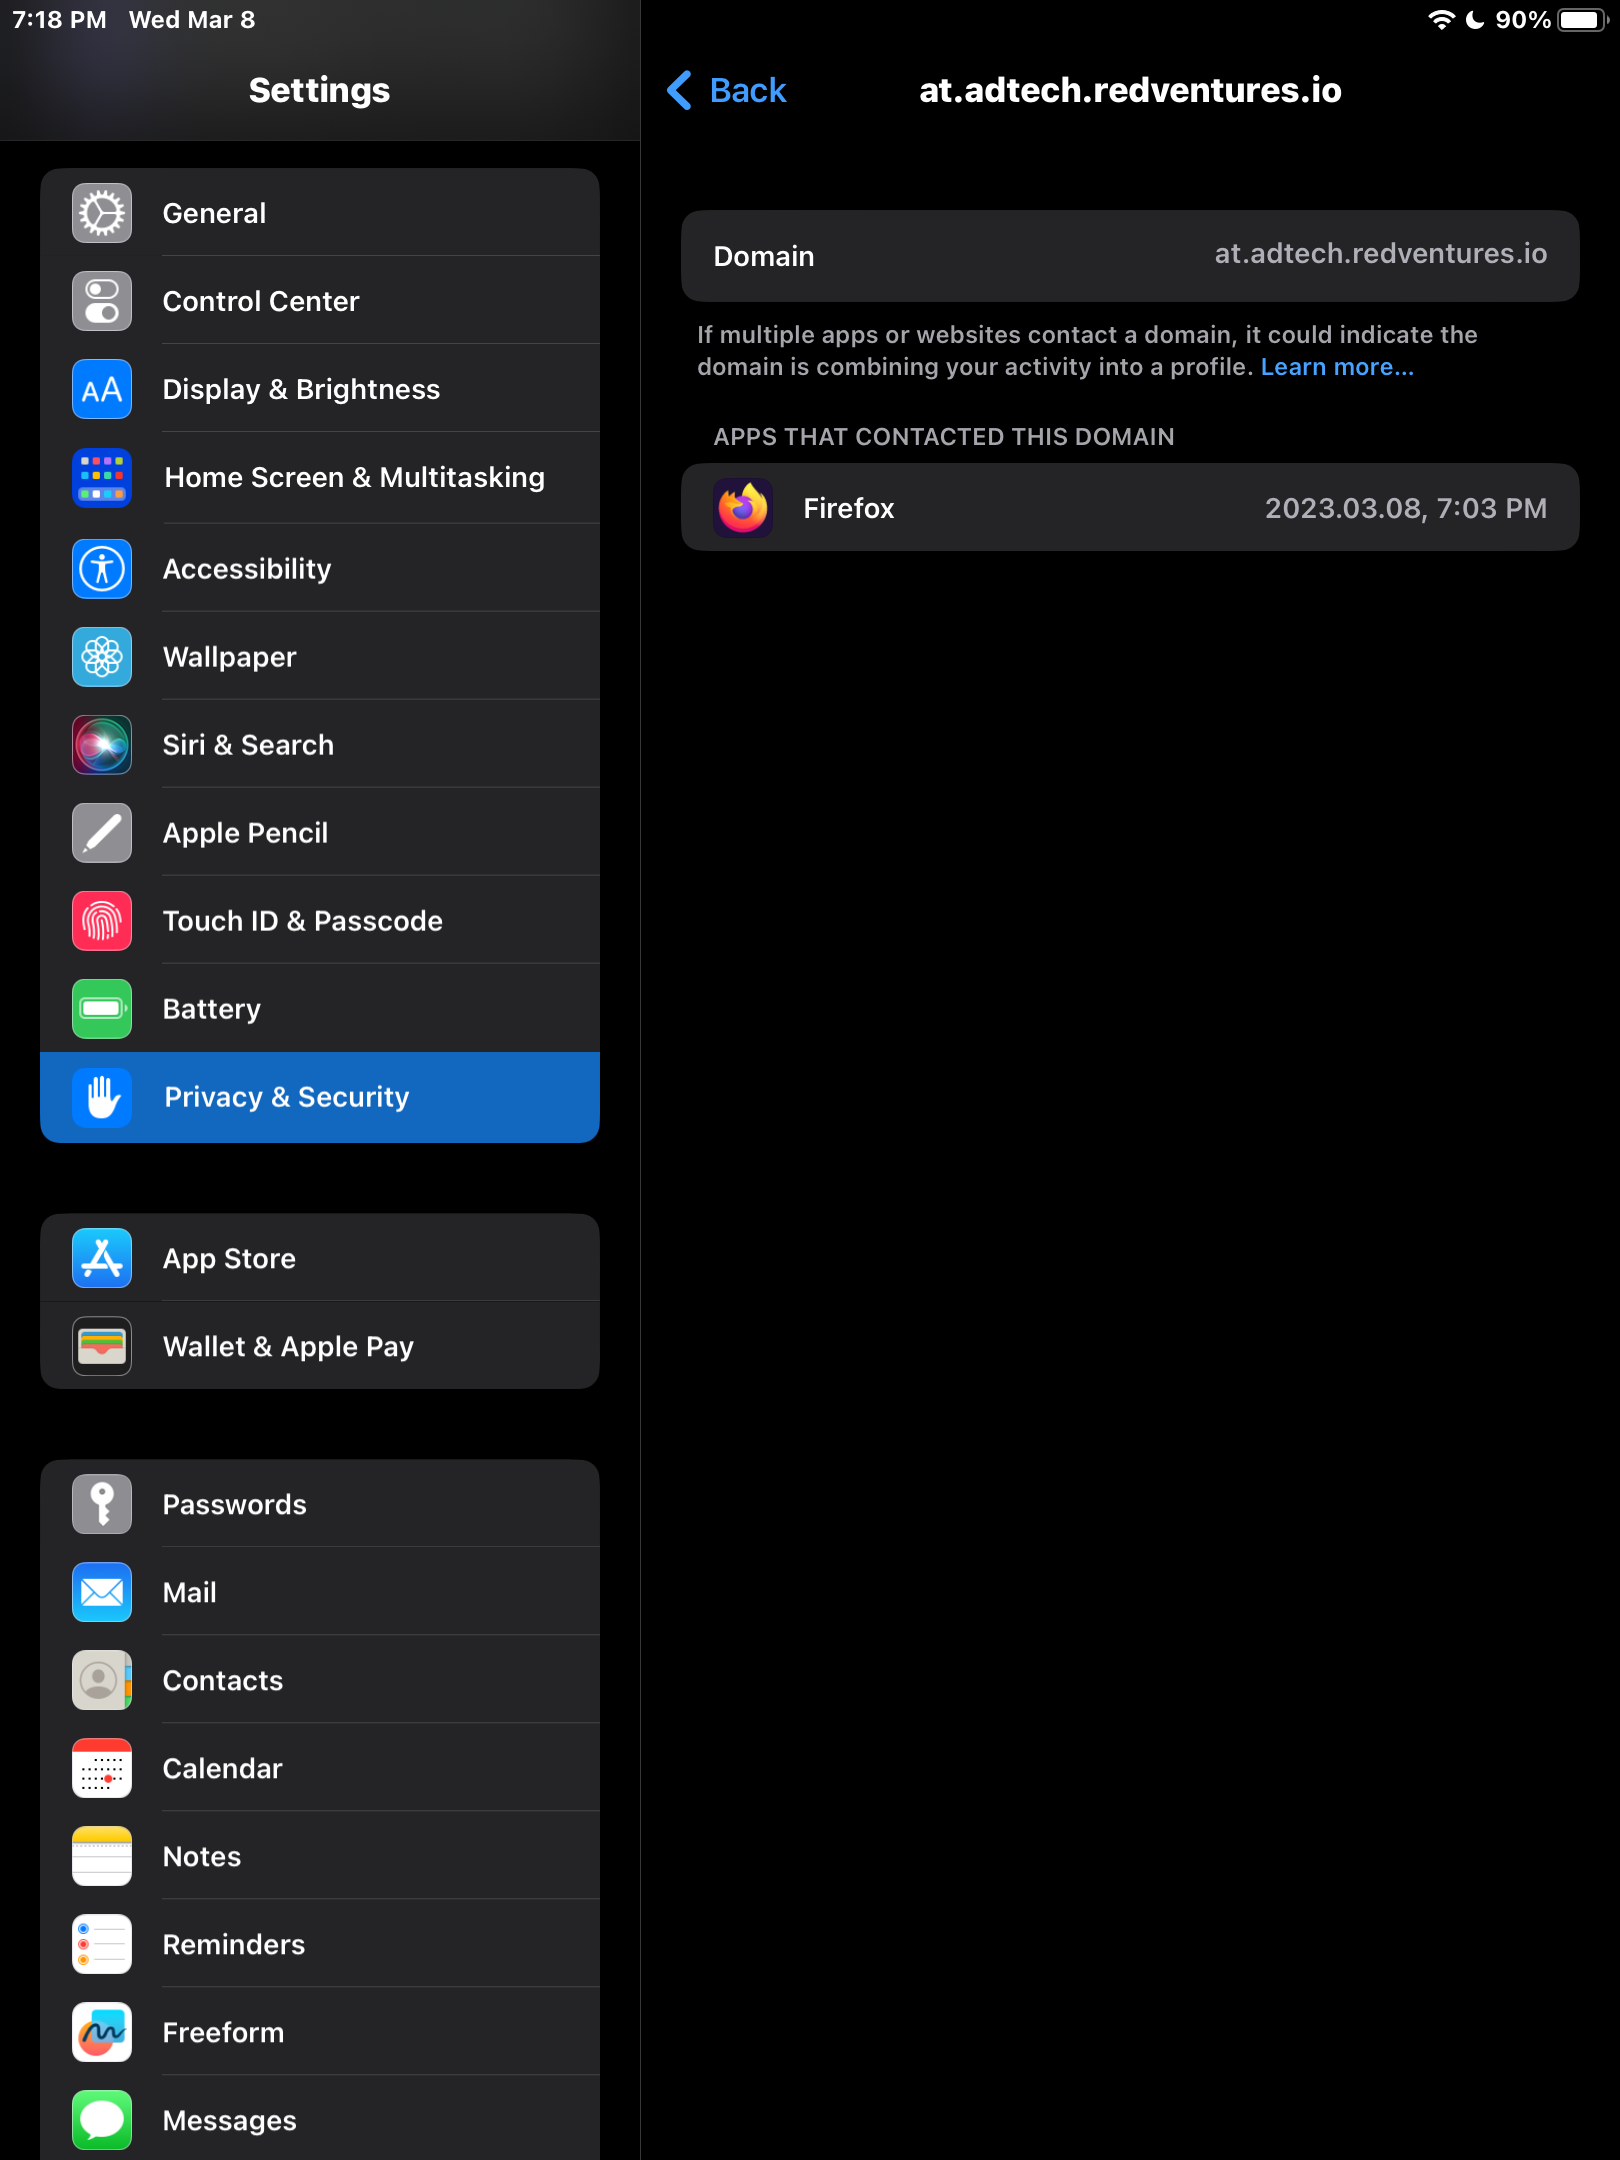 7:18 PM Wed Mar 8
90%
Settings
General
Control Center
AA Display & Brightness
Home Screen & Multitasking
Accessibility
Wallpaper
Siri & Search
Apple Pencil
Touch ID & Passcode
Battery
Privacy & Security
App Store
Wallet & Apple Pay
Passwords
Mail
Contacts
Calendar
Notes
Reminders
Freeform
Messages
Back
at.adtech.redventures.io
Domain at.adtech.redventures.io
If multiple apps or websites contact a domain, it could indicate the
domain is combining your activity into a profile. Learn more...
APPS THAT CONTACTED THIS DOMAIN
Firefox 2023.03.08, 7:03 PM